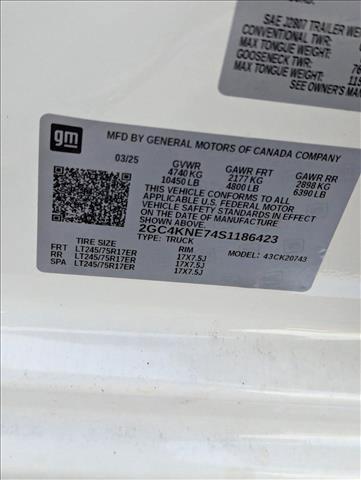 SAE J2807 TRAILER WE
CONVENTIONAL TWR:
MAX TONGUE WEIGHT:
GOOSENECK TWR: 76
MAX TONGUE WEIGHT: 115
SEE OWNER'S MAN
gm
MFD BY GENERAL MOTORS OF CANADA COMPANY
03/25 GVWR GAWR FRT GAWR RR
4740 KG 2177 KG 2898 KG
10450 LB 4800 LB 6390 LB
THIS VEHICLE CONFORMS TO ALL
APPLICABLE U.S. FEDERAL MOTOR
VEHICLE SAFETY STANDARDS IN
EFFECT ON THE DATE OF
MANUFACTURE SHOWN ABOVE.
2GC4KNE74S1186423
TYPE: TRUCK
MODEL: 43CK20743
TIRE SIZE RIM
FRT LT245/75R17ER 17X7.5J
RR LT245/75R17ER 17X7.5J
SPA LT245/75R17ER 17X7.5J